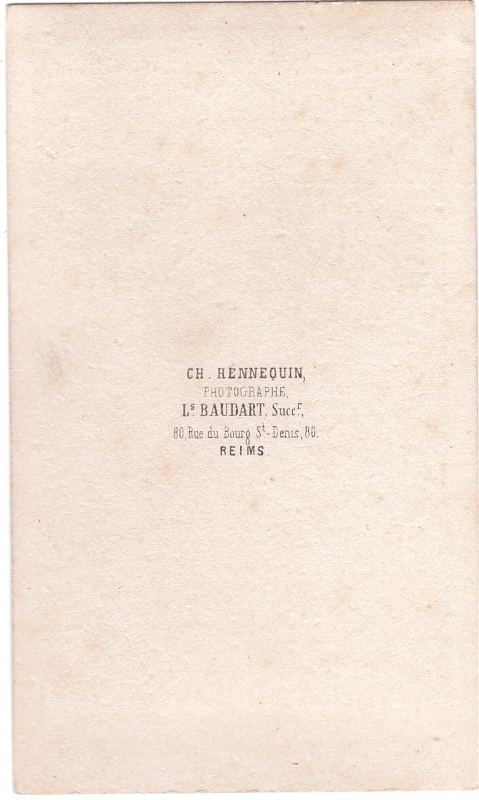 CH. HENNEQUIN,
PHOTOGRAPHE,
Ls. BAUDART, Succr,
80, Rue du Bourg St-Denis, 80.
REIMS